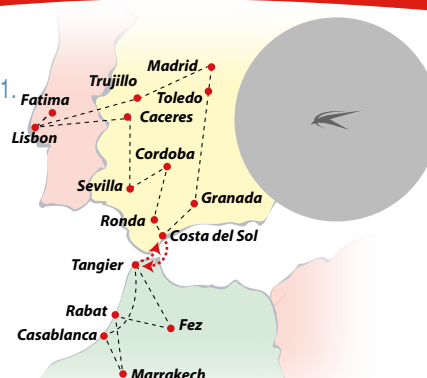 1.
Madrid
Trujillo
Toledo
Fatima
Caceres
Lisbon
Cordoba
Sevilla
Granada
Ronda
Costa del Sol
Tangier
Rabat
Fez
Casablanca
Marrakech